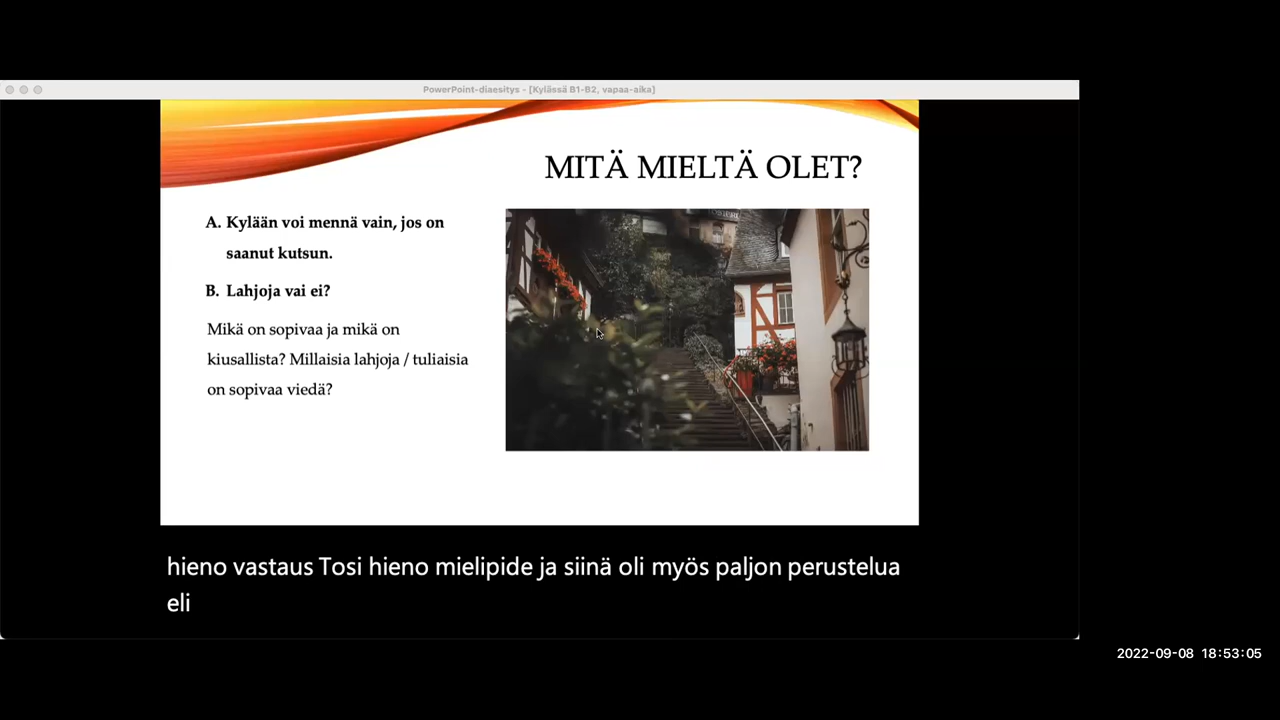 PowerPoint-diaesitys - [Kylässä B1-B2, vapaa-aika]
MITÄ MIELTÄ OLET?
A. Kylään voi mennä vain, jos on
saanut kutsun.
B. Lahjoja vai ei?
Mikä on sopivaa ja mikä on
kiusallista? Millaisia lahjoja / tuliaisia
on sopivaa viedä?
hieno vastaus Tosi hieno mielipide ja siinä oli myös paljon perustelua
eli
2022-09-08 18:53:05